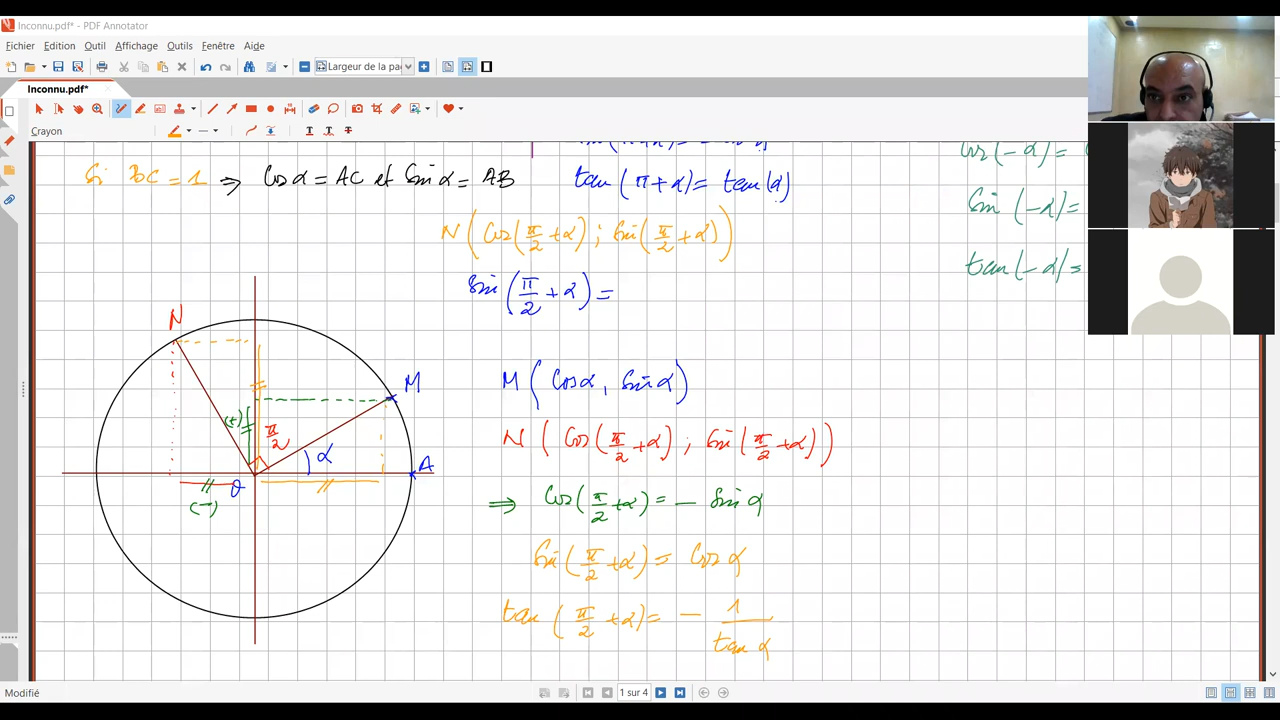 Inconnu.pdf* - PDF Annotator
Fichier Edition Outil Affichage Outils Fenêtre Aide
Largeur de la pa
Inconnu.pdf*
Crayon
Si BC = 1 ⇒ Cos α = AC et Sin α = AB
tan (π+α) = tan(α)
N (Cos(π/2 +α) ; Sin(π/2 +α))
Sin (π/2 + α) =
Cos (-α) =
Sin (-α) =
tan (-α) =
N
M
(+)
π/2
α
A
O
(-)
M (Cos α , Sin α)
N (Cos(π/2 +α) ; Sin(π/2 +α))
⇒ Cos(π/2 +α) = - Sin α
Sin(π/2 +α) = Cos α
tan (π/2 +α) = - 1/tan α
Modifié
1 sur 4